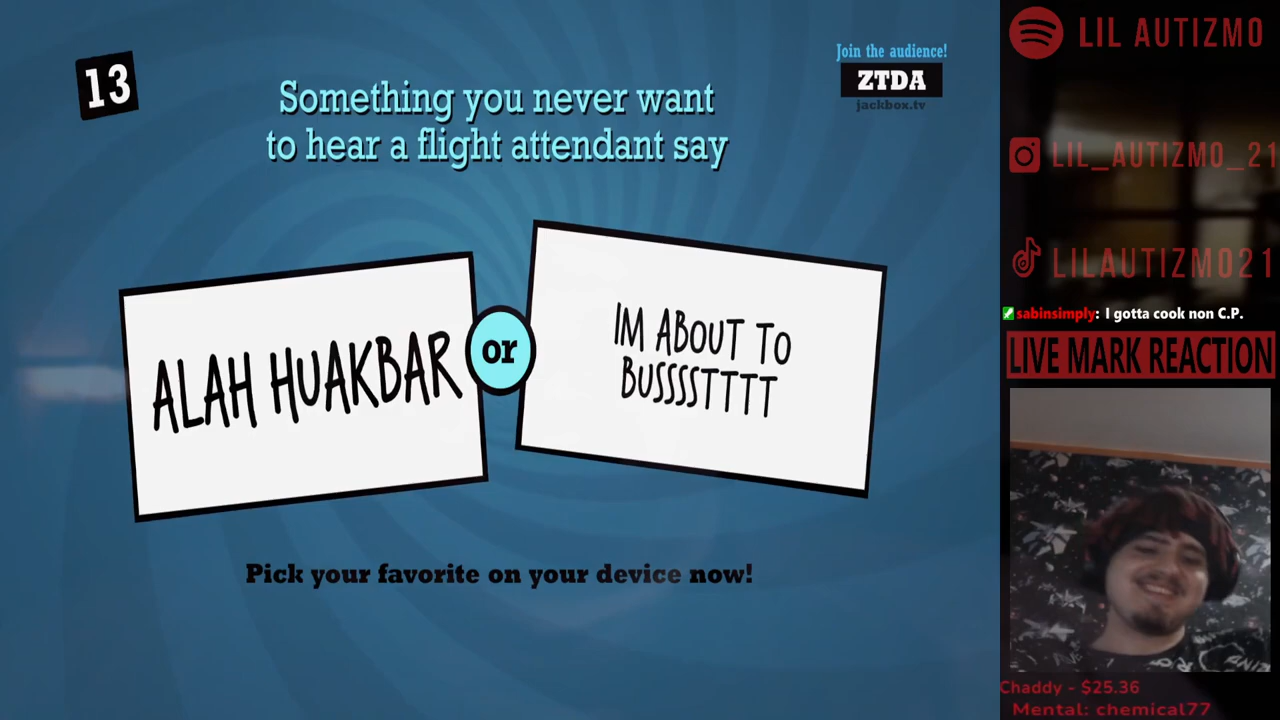 13
Something you never want
to hear a flight attendant say
Join the audience!
ZTDA
jackbox.tv
ALAH HUAKBAR
or
IM ABOUT TO
BUSSSSTTTT
Pick your favorite on your device now!
LIL AUTIZMO
LIL_AUTIZMO_21
LILAUTIZMO21
sabinsimply: I gotta cook non C.P.
LIVE MARK REACTION
Chaddy - $25.36
Mental: chemical77